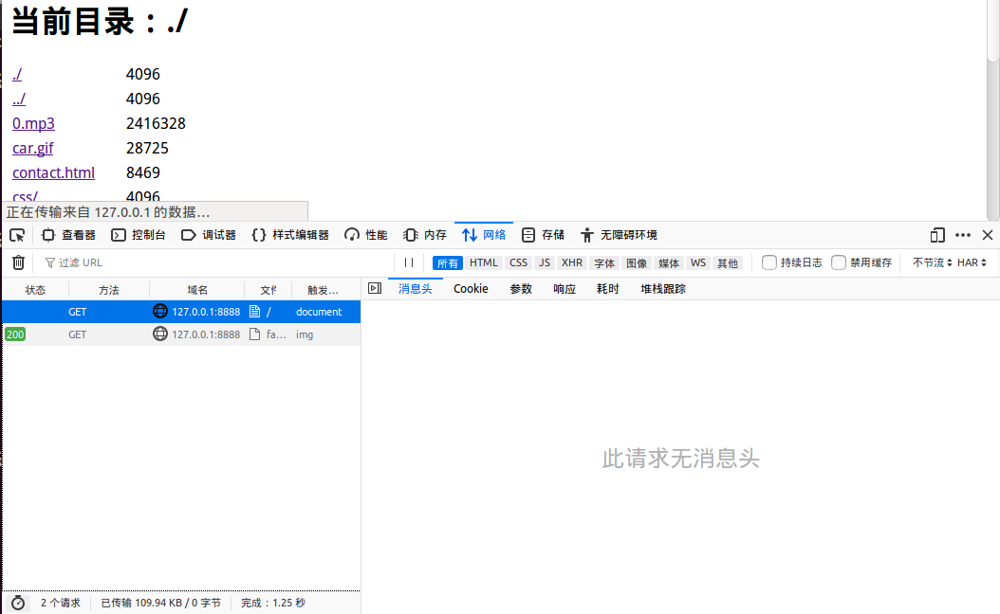 当前目录：./
./ 4096
../ 4096
0.mp3 2416328
car.gif 28725
contact.html 8469
css/ 4096
正在传输来自 127.0.0.1 的数据…
查看器 控制台 调试器 样式编辑器 性能 内存 网络 存储 无障碍环境
过滤 URL 所有 HTML CSS JS XHR 字体 图像 媒体 WS 其他 持续日志 禁用缓存 不节流 HAR
状态 方法 域名 文件 触发… 消息头 Cookie 参数 响应 耗时 堆栈跟踪
GET 127.0.0.1:8888 / document
200 GET 127.0.0.1:8888 fa… img
此请求无消息头
2 个请求 已传输 109.94 KB / 0 字节 完成：1.25 秒